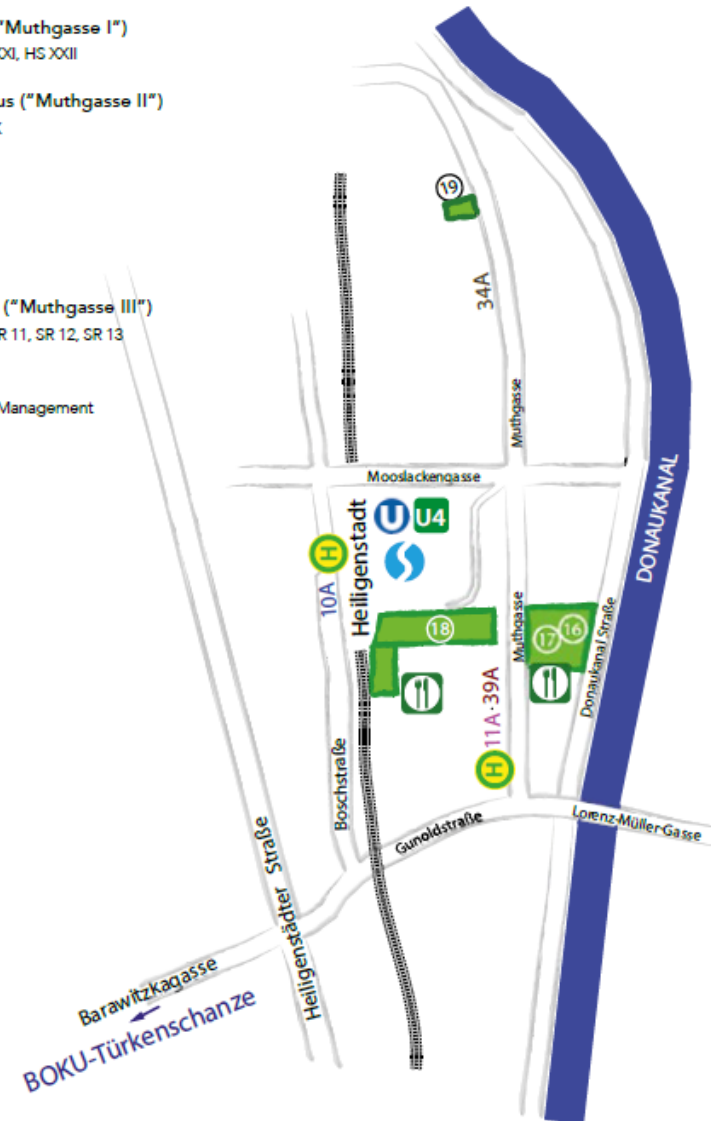 ("Muthgasse I")
XXI, HS XXII
("Muthgasse II")
19
("Muthgasse III")
R 11, SR 12, SR 13
34A
Management
Muthgasse
Mooslackengasse
DONAUKANAL
U
U4
H
Heiligenstadt
10A
18
Muthgasse
17
16
Donaukanal Straße
11A · 39A
H
Boschstraße
Lorenz-Müller-Gasse
Gunoldstraße
Heiligenstädter Straße
Barawitzkagasse
BOKU-Türkenschanze